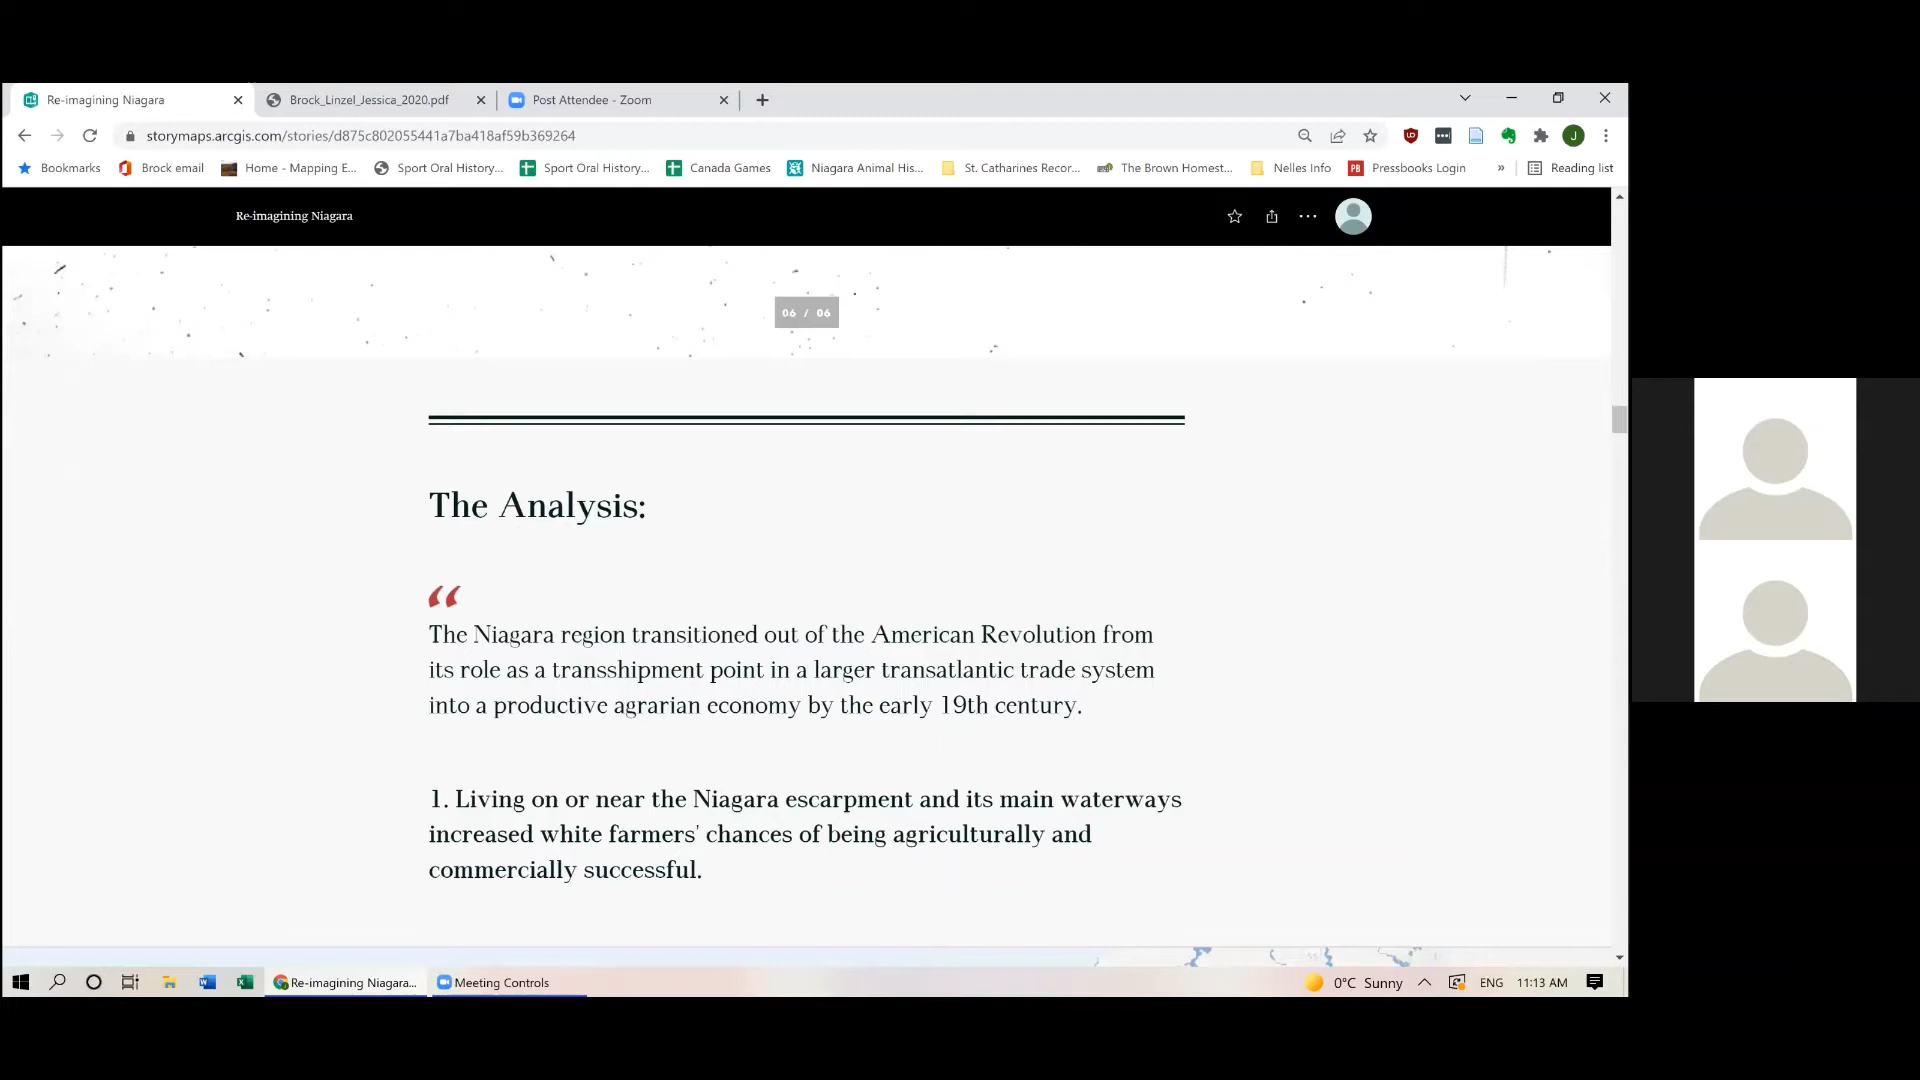 Re-imagining Niagara
Brock_Linzel_Jessica_2020.pdf
Post Attendee - Zoom
storymaps.arcgis.com/stories/d875c802055441a7ba418af59b369264
J
Bookmarks
Brock email
Home - Mapping E...
Sport Oral History...
Sport Oral History...
Canada Games
Niagara Animal His...
St. Catharines Recor...
The Brown Homest...
Nelles Info
PB Pressbooks Login
»
Reading list
Re-imagining Niagara
06 / 06
The Analysis:
“
The Niagara region transitioned out of the American Revolution from
its role as a transshipment point in a larger transatlantic trade system
into a productive agrarian economy by the early 19th century.
1. Living on or near the Niagara escarpment and its main waterways
increased white farmers' chances of being agriculturally and
commercially successful.
Re-imagining Niagara...
Meeting Controls
0°C Sunny
ENG
11:13 AM